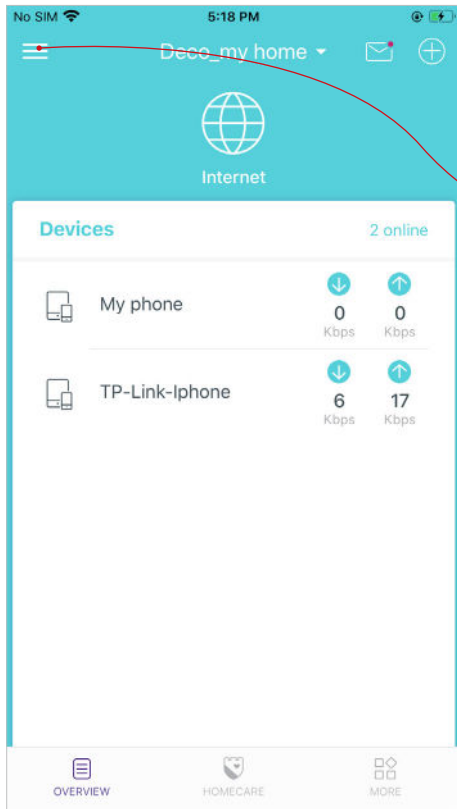 No SIM 5:18 PM
Deco_my home
Internet
Devices 2 online
My phone 0 0
Kbps Kbps
TP-Link-Iphone 6 17
Kbps Kbps
OVERVIEW HOMECARE MORE